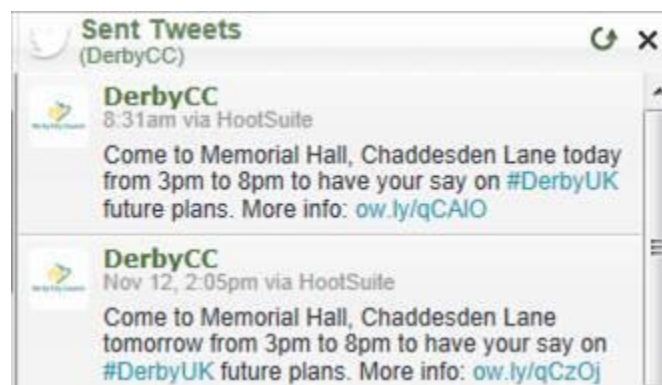 Sent Tweets
(DerbyCC)
DerbyCC
8:31am via HootSuite
Come to Memorial Hall, Chaddesden Lane today
from 3pm to 8pm to have your say on #DerbyUK
future plans. More info: ow.ly/qCAlO
DerbyCC
Nov 12, 2:05pm via HootSuite
Come to Memorial Hall, Chaddesden Lane
tomorrow from 3pm to 8pm to have your say on
#DerbyUK future plans. More info: ow.ly/qCzOj